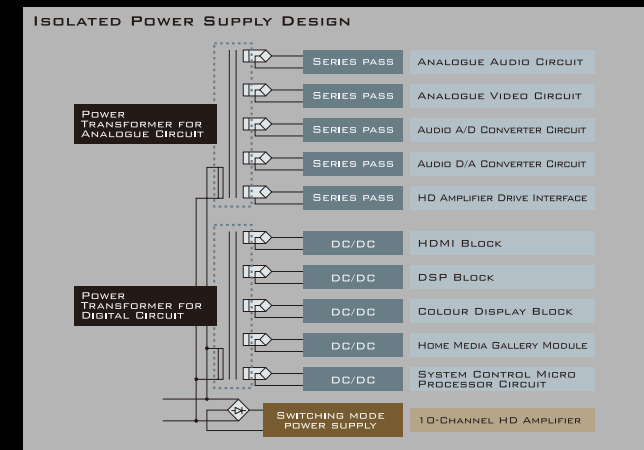 Isolated Power Supply Design
Power
Transformer for
Analogue Circuit
Series pass
Analogue Audio Circuit
Series pass
Analogue Video Circuit
Series pass
Audio A/D Converter Circuit
Series pass
Audio D/A Converter Circuit
Series pass
HD Amplifier Drive Interface
Power
Transformer for
Digital Circuit
DC/DC
HDMI Block
DC/DC
DSP Block
DC/DC
Colour Display Block
DC/DC
Home Media Gallery Module
DC/DC
System Control Micro
Processor Circuit
Switching mode
power supply
10-Channel HD Amplifier